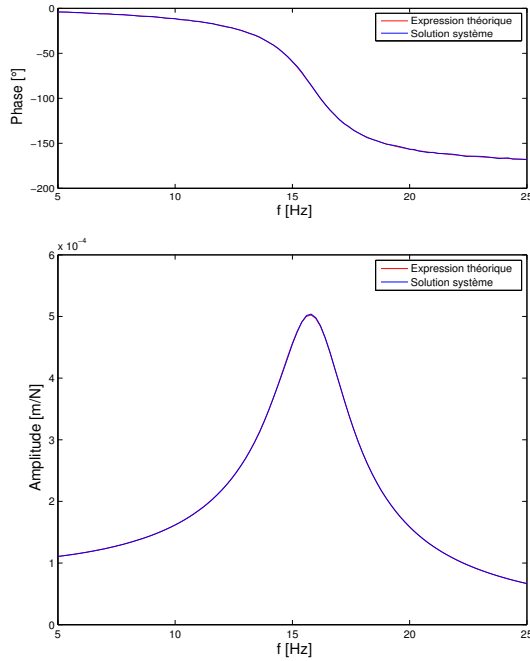 0
−50
−100
−150
−200
Phase [°]
5
10
15
20
25
f [Hz]
Expression théorique
Solution système
x 10⁻⁴
6
5
4
3
2
1
0
Amplitude [m/N]
5
10
15
20
25
f [Hz]
Expression théorique
Solution système